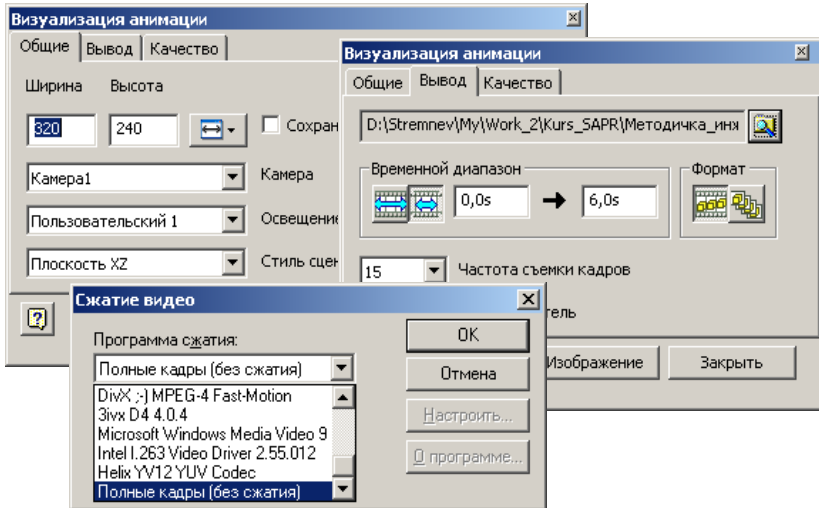 Визуализация анимации
Общие Вывод Качество
Ширина Высота
320 240 Сохран
Камера1 Камера
Пользовательский 1 Освещение
Плоскость XZ Стиль сцен
Визуализация анимации
Общие Вывод Качество
D:\Stremnev\My\Work_2\Kurs_SAPR\Методичка_инж
Временной диапазон Формат
0,0s 6,0s
15 Частота съемки кадров
тель
Изображение Закрыть
Сжатие видео
Программа сжатия:
Полные кадры (без сжатия)
DivX ;-) MPEG-4 Fast-Motion
3ivx D4 4.0.4
Microsoft Windows Media Video 9
Intel I.263 Video Driver 2.55.012
Helix YV12 YUV Codec
Полные кадры (без сжатия)
OK
Отмена
Настроить...
О программе...